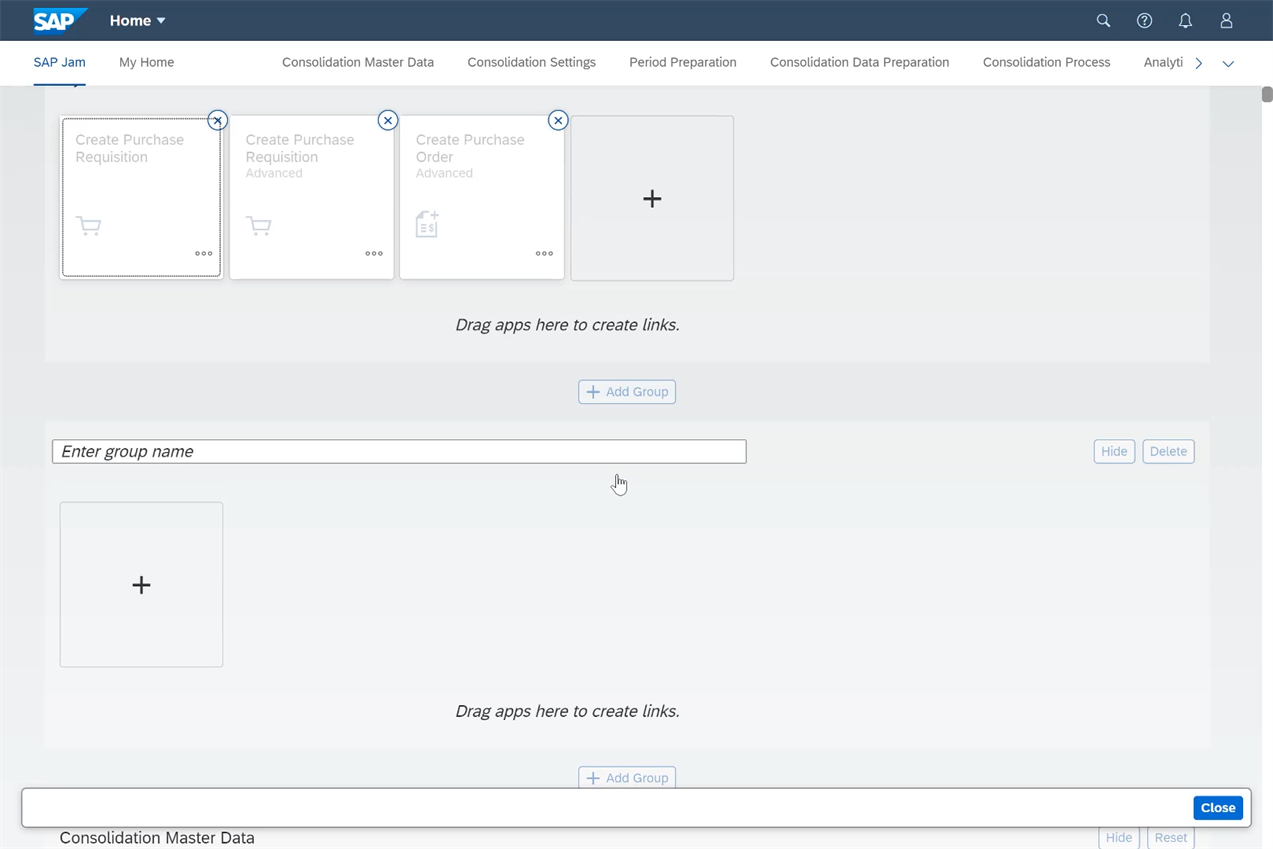 SAP Home
SAP Jam My Home Consolidation Master Data Consolidation Settings Period Preparation Consolidation Data Preparation Consolidation Process Analyti
Create Purchase
Requisition
Create Purchase
Requisition
Advanced
Create Purchase
Order
Advanced
Drag apps here to create links.
Add Group
Enter group name
Hide Delete
Drag apps here to create links.
Add Group
Close
Consolidation Master Data
Hide Reset